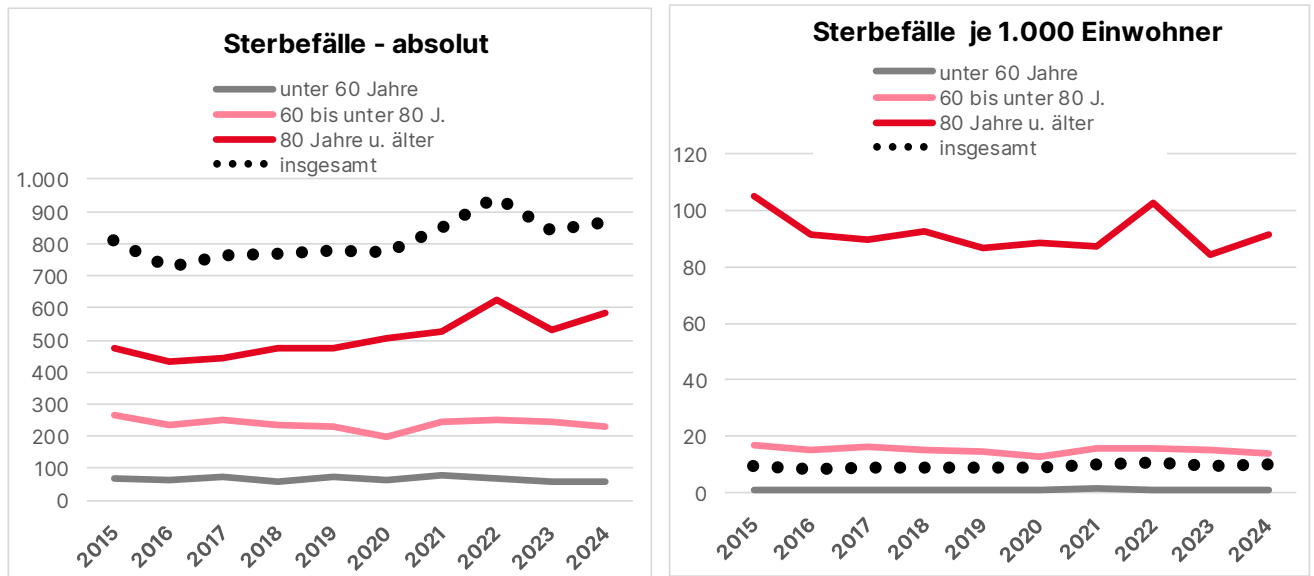 Sterbefälle - absolut
unter 60 Jahre
60 bis unter 80 J.
80 Jahre u. älter
insgesamt
1.000
900
800
700
600
500
400
300
200
100
0
2015 2016 2017 2018 2019 2020 2021 2022 2023 2024
Sterbefälle je 1.000 Einwohner
unter 60 Jahre
60 bis unter 80 J.
80 Jahre u. älter
insgesamt
120
100
80
60
40
20
0
2015 2016 2017 2018 2019 2020 2021 2022 2023 2024